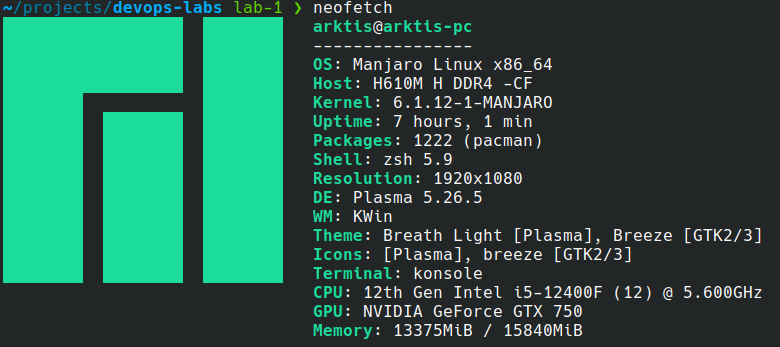 ~/projects/devops-labs lab-1 ❯ neofetch
arktis@arktis-pc
----------------
OS: Manjaro Linux x86_64
Host: H610M H DDR4 -CF
Kernel: 6.1.12-1-MANJARO
Uptime: 7 hours, 1 min
Packages: 1222 (pacman)
Shell: zsh 5.9
Resolution: 1920x1080
DE: Plasma 5.26.5
WM: KWin
Theme: Breath Light [Plasma], Breeze [GTK2/3]
Icons: [Plasma], breeze [GTK2/3]
Terminal: konsole
CPU: 12th Gen Intel i5-12400F (12) @ 5.600GHz
GPU: NVIDIA GeForce GTX 750
Memory: 13375MiB / 15840MiB